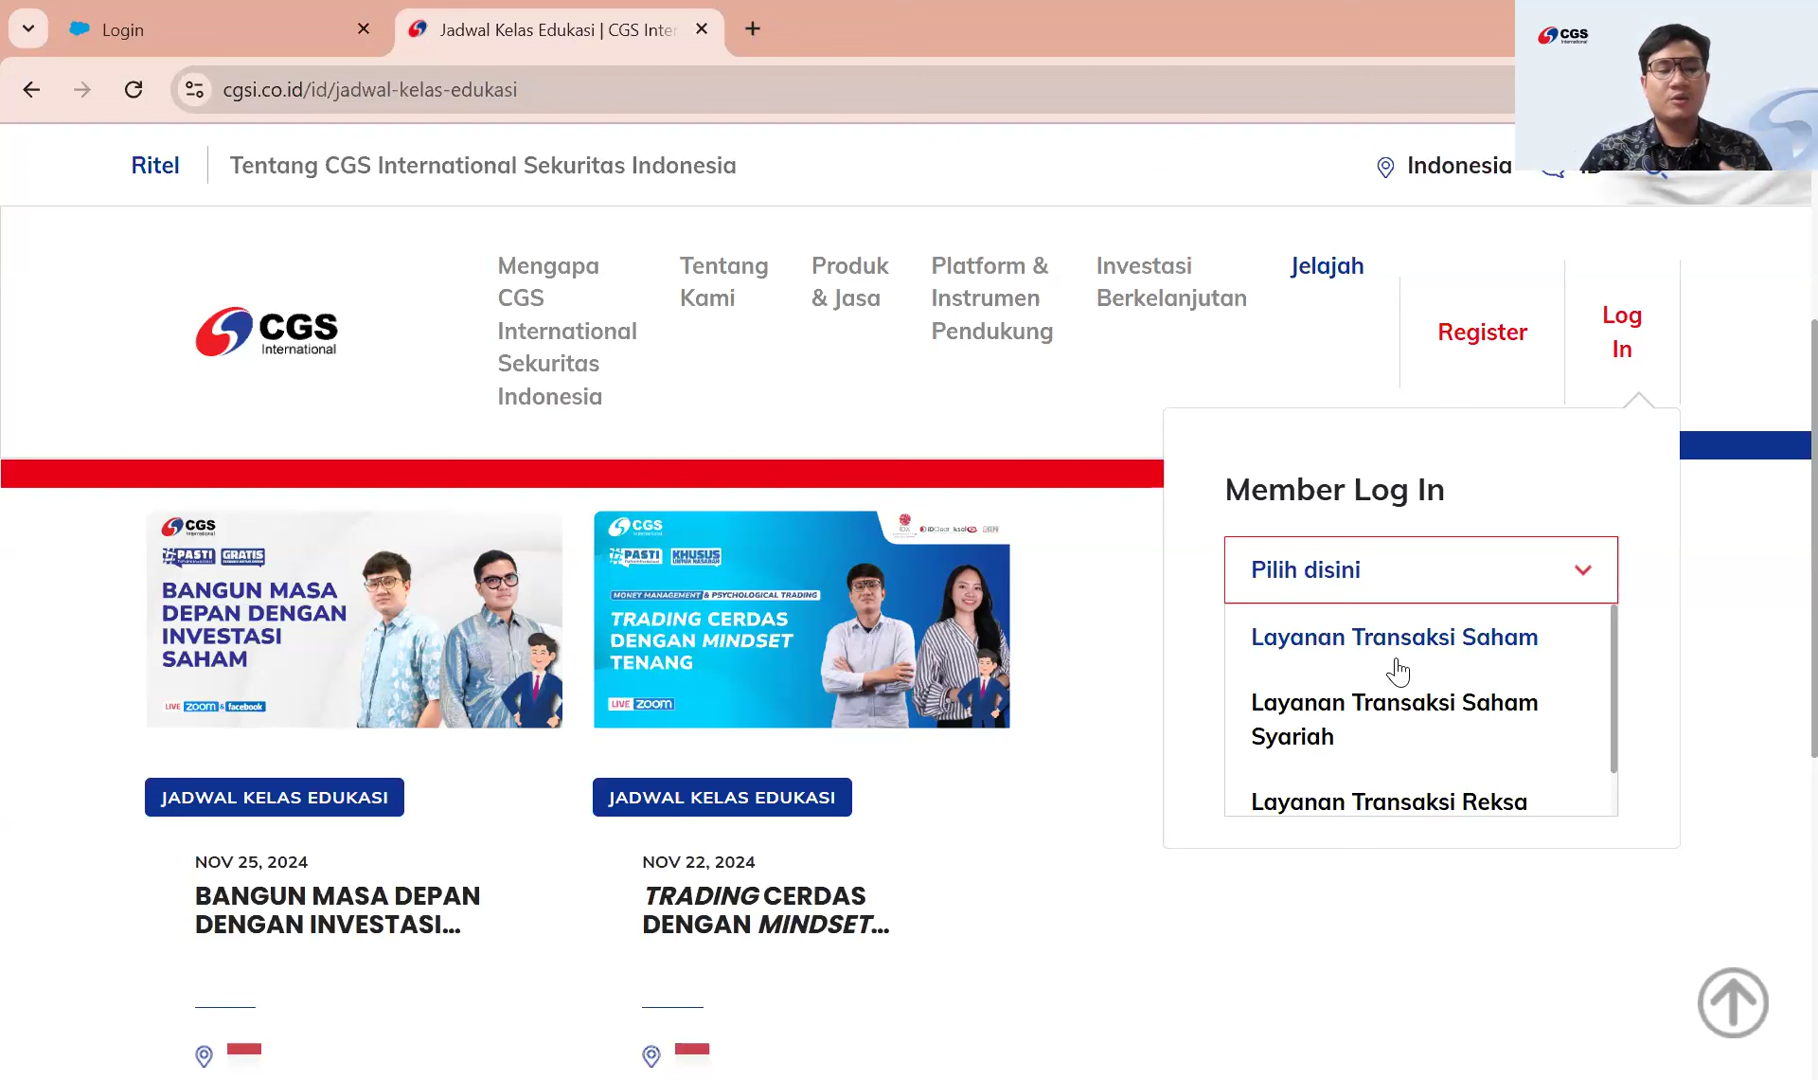 Login
Jadwal Kelas Edukasi | CGS Inter
cgsi.co.id/id/jadwal-kelas-edukasi
CGS
International
Ritel
Tentang CGS International Sekuritas Indonesia
Indonesia
CGS
International
Mengapa
CGS
International
Sekuritas
Indonesia
Tentang
Kami
Produk
& Jasa
Platform &
Instrumen
Pendukung
Investasi
Berkelanjutan
Jelajah
Register
Log
In
Member Log In
Pilih disini
Layanan Transaksi Saham
Layanan Transaksi Saham
Syariah
Layanan Transaksi Reksa
CGS
International
#PASTI
GRATIS
BANGUN MASA
DEPAN DENGAN
INVESTASI
SAHAM
LIVE zoom & facebook
CGS
International
#PASTI
KHUSUS
UNTUK NASABAH
MONEY MANAGEMENT & PSYCHOLOGICAL TRADING
TRADING CERDAS
DENGAN MINDSET
TENANG
LIVE zoom
JADWAL KELAS EDUKASI
NOV 25, 2024
BANGUN MASA DEPAN
DENGAN INVESTASI...
JADWAL KELAS EDUKASI
NOV 22, 2024
TRADING CERDAS
DENGAN MINDSET...